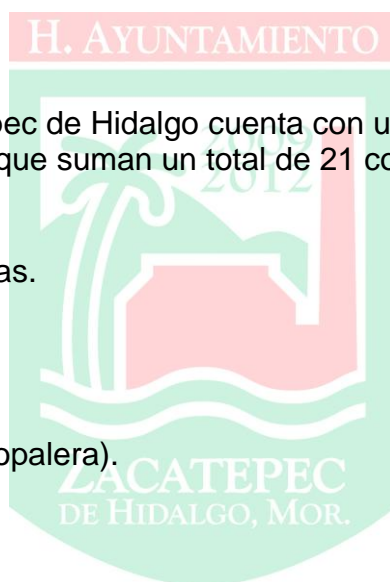 H. AYUNTAMIENTO
pec de Hidalgo cuenta con u
2009
que suman un total de 21 co
2012
as.
opalera).
ZACATEPEC
DE HIDALGO, MOR.